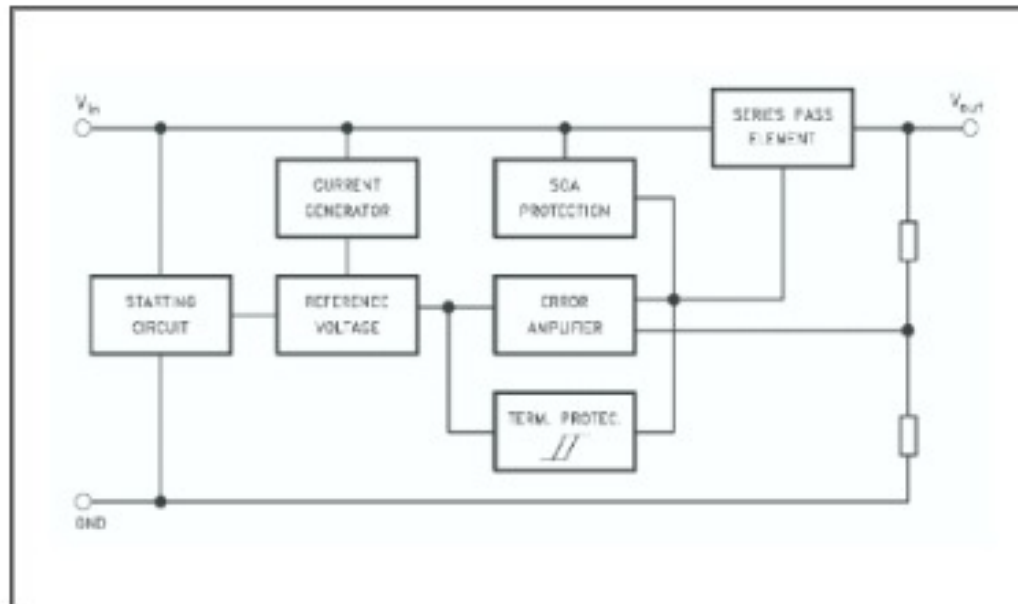 Vin
Vout
SERIES PASS
ELEMENT
CURRENT
GENERATOR
SOA
PROTECTION
STARTING
CIRCUIT
REFERENCE
VOLTAGE
ERROR
AMPLIFIER
TERM. PROTEC.
GND